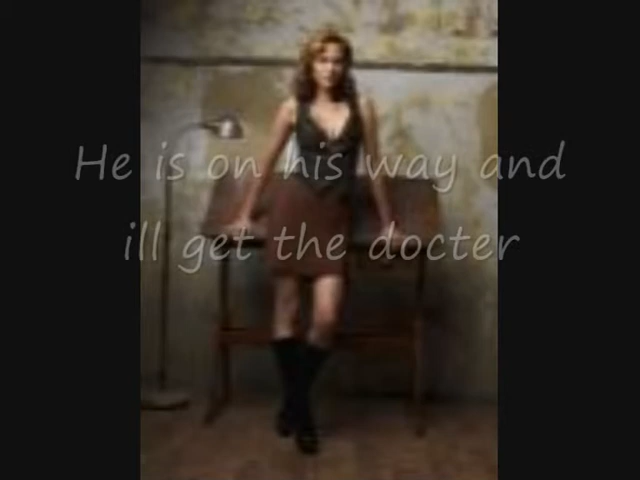 He is on his way and
ill get the docter